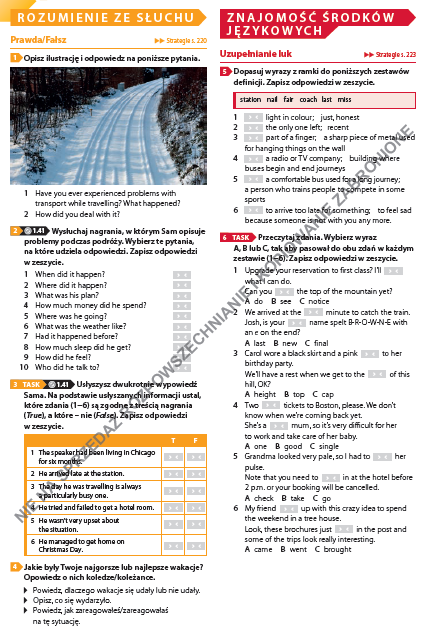 ROZUMIENIE ZE SŁUCHU
Prawda/Fałsz
Strategie s. 220
1 Opisz ilustrację i odpowiedz na poniższe pytania.
1 Have you ever experienced problems with
transport while travelling? What happened?
2 How did you deal with it?
2 1.41 Wysłuchaj nagrania, w którym Sam opisuje
problemy podczas podróży. Wybierz te pytania,
na które udziela odpowiedzi. Zapisz odpowiedzi
w zeszycie.
1 When did it happen?
2 Where did it happen?
3 What was his plan?
4 How much money did he spend?
5 Where was he going?
6 What was the weather like?
7 Had it happened before?
8 How much sleep did he get?
9 How did he feel?
10 Who did he talk to?
3 TASK 1.41 Usłyszysz dwukrotnie wypowiedź
Sama. Na podstawie usłyszanych informacji ustal,
które zdania (1–6) są zgodne z treścią nagrania
(True), a które – nie (False). Zapisz odpowiedzi
w zeszycie.
T F
1 The speaker had been living in Chicago
for six months.
2 He arrived late at the station.
3 The day he was travelling is always
a particularly busy one.
4 He tried and failed to get a hotel room.
5 He wasn't very upset about
the situation.
6 He managed to get home on
Christmas Day.
4 Jakie były Twoje najgorsze lub najlepsze wakacje?
Opowiedz o nich koledze/koleżance.
Powiedz, dlaczego wakacje się udały lub nie udały.
Opisz, co się wydarzyło.
Powiedz, jak zareagowałeś/zareagowałaś
na tę sytuację.
ZNAJOMOŚĆ ŚRODKÓW
JĘZYKOWYCH
Uzupełnianie luk
Strategie s. 223
5 Dopasuj wyrazy z ramki do poniższych zestawów
definicji. Zapisz odpowiedzi w zeszycie.
station nail fair coach last miss
1 light in colour; just, honest
2 the only one left; recent
3 part of a finger; a sharp piece of metal used
for hanging things on the wall
4 a radio or TV company; building where
buses begin and end journeys
5 a comfortable bus used for a long journey;
a person who trains people to compete in some
sports
6 to arrive too late for something; to feel sad
because someone is not with you any more.
6 TASK Przeczytaj zdania. Wybierz wyraz
A, B lub C, tak aby pasował do obu zdań w każdym
zestawie (1–6). Zapisz odpowiedzi w zeszycie.
1 Upgrade your reservation to first class? I'll
what I can do.
Can you the top of the mountain yet?
A do B see C notice
2 We arrived at the minute to catch the train.
Josh, is your name spelt B-R-O-W-N-E with
an e on the end?
A last B new C final
3 Carol wore a black skirt and a pink to her
birthday party.
We'll have a rest when we get to the of this
hill, OK?
A height B top C cap
4 Two tickets to Boston, please. We don't
know when we're coming back yet.
She's a mum, so it's very difficult for her
to work and take care of her baby.
A one B good C single
5 Grandma looked very pale, so I had to her
pulse.
Note that you need to in at the hotel before
2 p.m. or your booking will be cancelled.
A check B take C go
6 My friend up with this crazy idea to spend
the weekend in a tree house.
Look, these brochures just in the post and
some of the trips look really interesting.
A came B went C brought